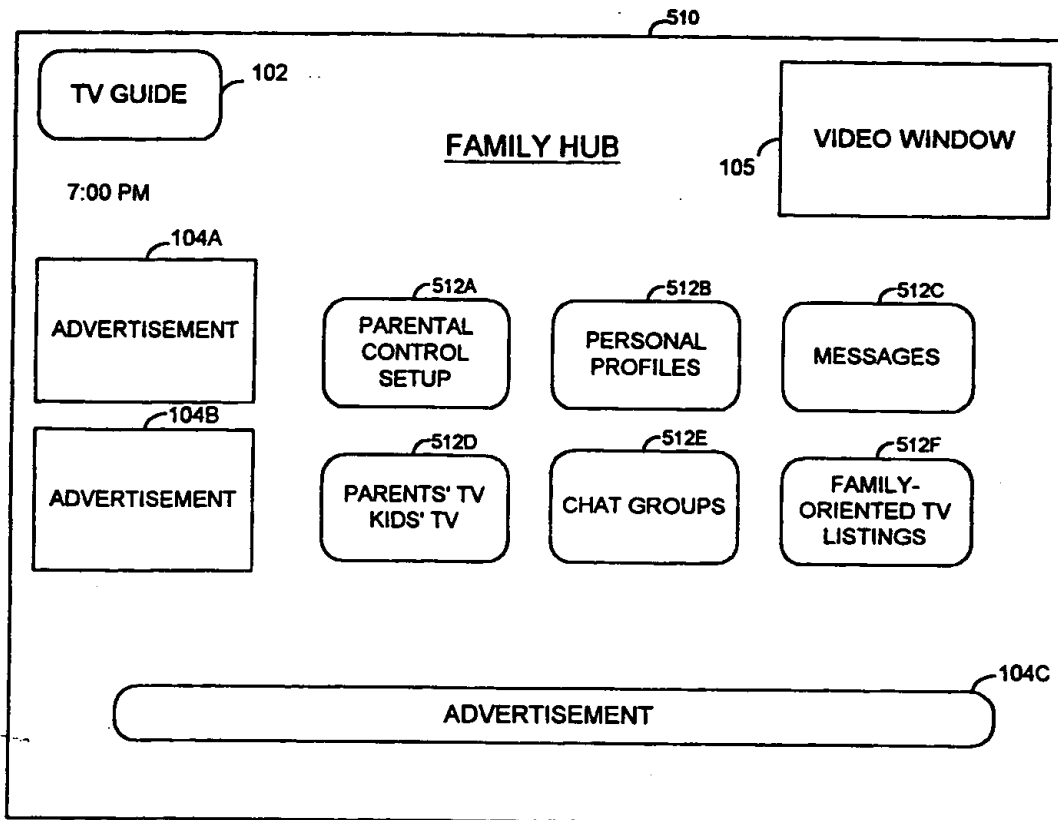 510
TV GUIDE
102
FAMILY HUB
VIDEO WINDOW
105
7:00 PM
104A
ADVERTISEMENT
512A
PARENTAL
CONTROL
SETUP
512B
PERSONAL
PROFILES
512C
MESSAGES
104B
ADVERTISEMENT
512D
PARENTS' TV
KIDS' TV
512E
CHAT GROUPS
512F
FAMILY-
ORIENTED TV
LISTINGS
104C
ADVERTISEMENT